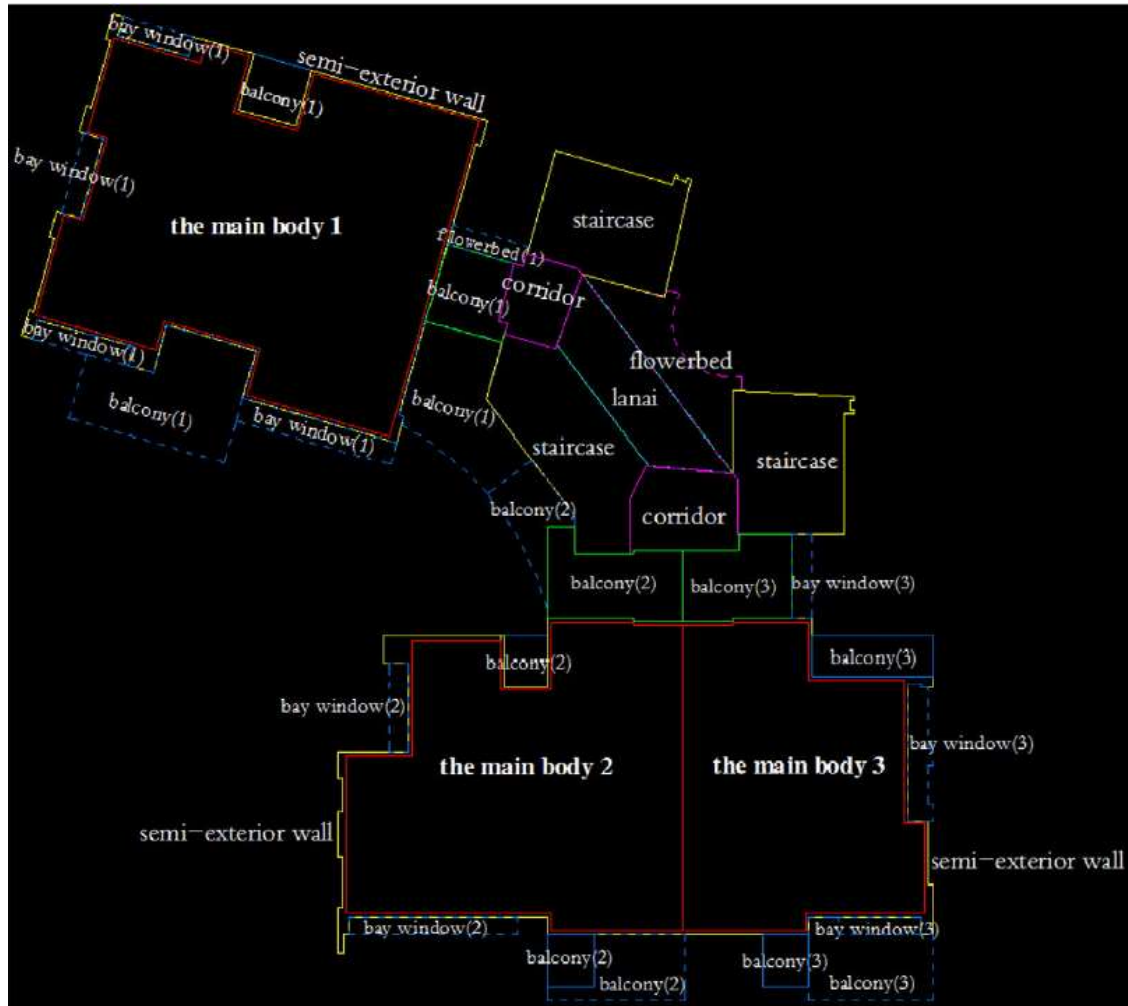 bay window(1)
semi-exterior wall
balcony(1)
bay window(1)
the main body 1
staircase
flowerbed(1)
corridor
balcony(1)
bay window(1)
flowerbed
lanai
balcony(1)
balcony(1)
bay window(1)
staircase
staircase
balcony(2)
corridor
balcony(2)
balcony(3)
bay window(3)
balcony(2)
balcony(3)
bay window(2)
bay window(3)
the main body 2
the main body 3
semi-exterior wall
semi-exterior wall
bay window(2)
bay window(3)
balcony(2)
balcony(2)
balcony(3)
balcony(3)